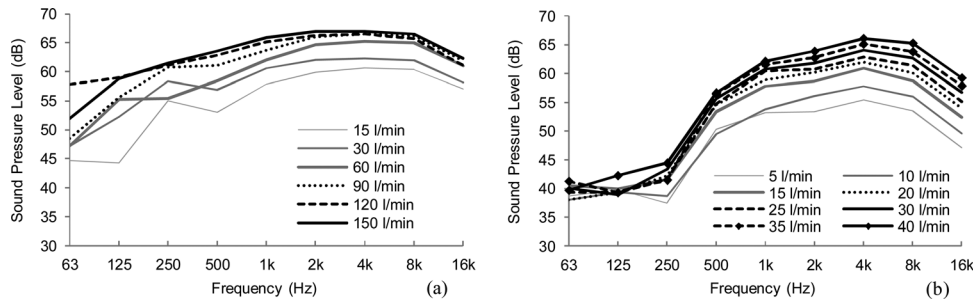 70
65
60
55
50
45
40
35
30
Sound Pressure Level (dB)
15 l/min
30 l/min
60 l/min
90 l/min
120 l/min
150 l/min
63 125 250 500 1k 2k 4k 8k 16k
Frequency (Hz)
(a)
70
65
60
55
50
45
40
35
30
Sound Pressure Level (dB)
5 l/min 10 l/min
15 l/min 20 l/min
25 l/min 30 l/min
35 l/min 40 l/min
63 125 250 500 1k 2k 4k 8k 16k
Frequency (Hz)
(b)